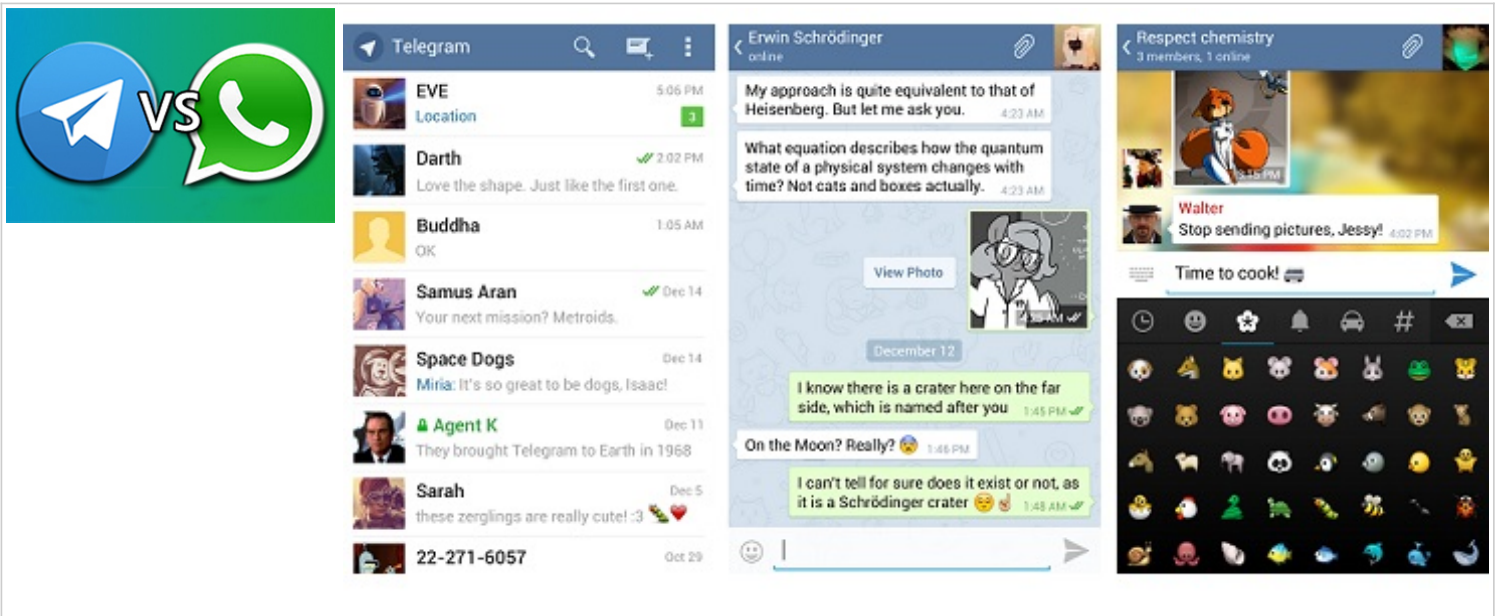 VS
Telegram
EVE
5:06 PM
Location
3
Darth
2:02 PM
Love the shape. Just like the first one.
Buddha
1:05 AM
OK
Samus Aran
Dec 14
Your next mission? Metroids.
Space Dogs
Dec 14
Miria: It's so great to be dogs, Isaac!
Agent K
Dec 11
They brought Telegram to Earth in 1968
Sarah
Dec 5
these zerglings are really cute! :3 🐛❤️
22-271-6057
Oct 29
Erwin Schrödinger
online
My approach is quite equivalent to that of
Heisenberg. But let me ask you.
4:23 AM
What equation describes how the quantum
state of a physical system changes with
time? Not cats and boxes actually.
4:23 AM
View Photo
December 12
I know there is a crater here on the far
side, which is named after you
1:45 PM
On the Moon? Really? 😨
1:46 PM
I can't tell for sure does it exist or not, as
it is a Schrödinger crater 😌☝
1:48 AM
Respect chemistry
3 members, 1 online
3:15 PM
Walter
Stop sending pictures, Jessy!
4:02 PM
Time to cook! 🚐
#